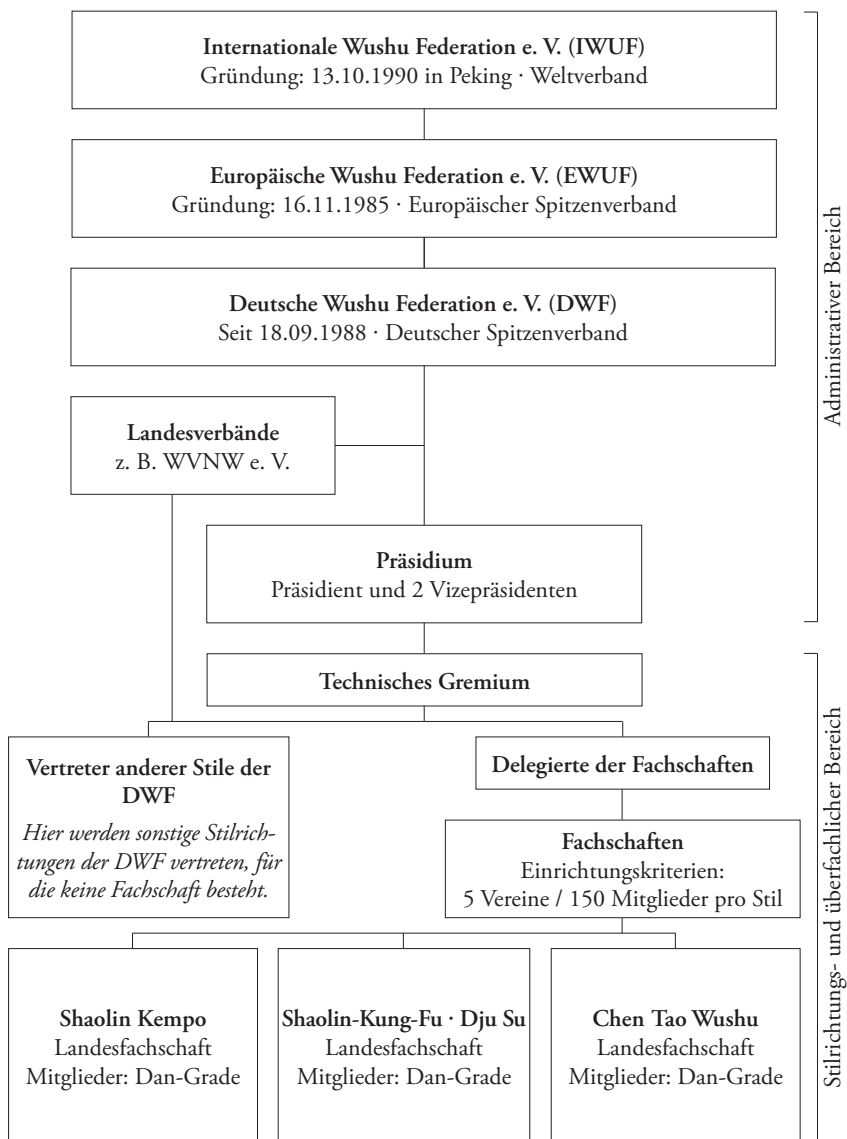 Internationale Wushu Federation e. V. (IWUF)
Gründung: 13.10.1990 in Peking · Weltverband
Europäische Wushu Federation e. V. (EWUF)
Gründung: 16.11.1985 · Europäischer Spitzenverband
Deutsche Wushu Federation e. V. (DWF)
Seit 18.09.1988 · Deutscher Spitzenverband
Landesverbände
z. B. WVNW e. V.
Präsidium
Präsident und 2 Vizepräsidenten
Administrativer Bereich
Technisches Gremium
Vertreter anderer Stile der
DWF
Hier werden sonstige Stilrich-
tungen der DWF vertreten, für
die keine Fachschaft besteht.
Delegierte der Fachschaften
Fachschaften
Einrichtungskriterien:
5 Vereine / 150 Mitglieder pro Stil
Shaolin Kempo
Landesfachschaft
Mitglieder: Dan-Grade
Shaolin-Kung-Fu · Dju Su
Landesfachschaft
Mitglieder: Dan-Grade
Chen Tao Wushu
Landesfachschaft
Mitglieder: Dan-Grade
Stilrichtungs- und überfachlicher Bereich